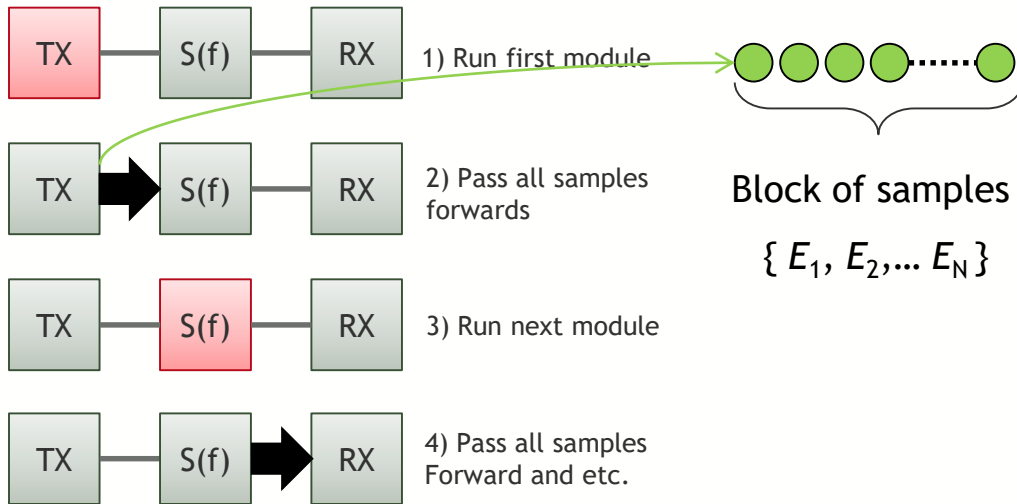 TX S(f) RX
1) Run first module
TX S(f) RX
2) Pass all samples
forwards
Block of samples
{ E1, E2,... EN }
TX S(f) RX
3) Run next module
TX S(f) RX
4) Pass all samples
Forward and etc.